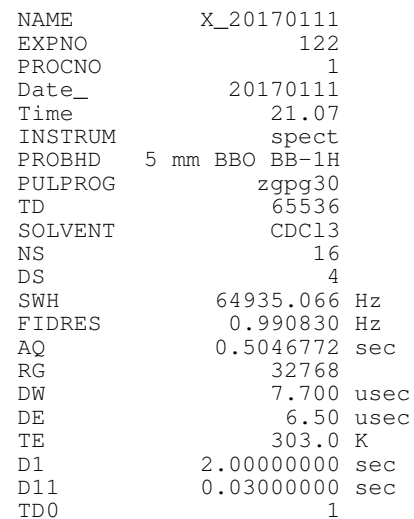 NAME X_20170111
EXPNO 122
PROCNO 1
Date_ 20170111
Time 21.07
INSTRUM spect
PROBHD 5 mm BBO BB-1H
PULPROG zgpg30
TD 65536
SOLVENT CDCl3
NS 16
DS 4
SWH 64935.066 Hz
FIDRES 0.990830 Hz
AQ 0.5046772 sec
RG 32768
DW 7.700 usec
DE 6.50 usec
TE 303.0 K
D1 2.00000000 sec
D11 0.03000000 sec
TD0 1